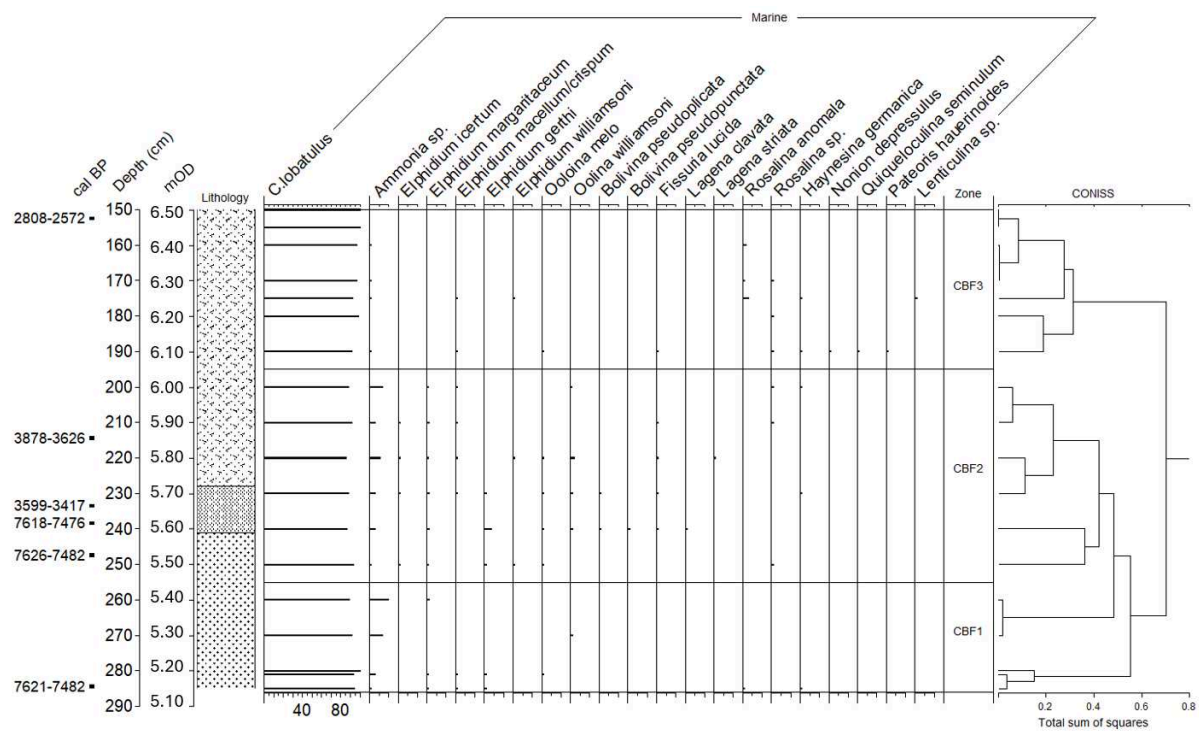 Marine
cal BP
Depth (cm)
mOD
Lithology
C.lobatulus
Ammonia sp.
Elphidium icertum
Elphidium margaritaceum
Elphidium macellum/crispum
Elphidium gerthi
Elphidium williamsoni
Ooloina melo
Oolina williamsoni
Bolivina pseudoplicata
Bolivina pseudopunctata
Fissuria lucida
Lagena clavata
Lagena striata
Rosalina anomala
Rosalina sp.
Haynesina germanica
Nonion depressulus
Quiqueloculina seminulum
Pateoris hauerinoides
Lenticulina sp.
Zone
CONISS
2808-2572
3878-3626
3599-3417
7618-7476
7626-7482
7621-7482
150
160
170
180
190
200
210
220
230
240
250
260
270
280
290
6.50
6.40
6.30
6.20
6.10
6.00
5.90
5.80
5.70
5.60
5.50
5.40
5.30
5.20
5.10
CBF3
CBF2
CBF1
40 80
0.2 0.4 0.6 0.8
Total sum of squares